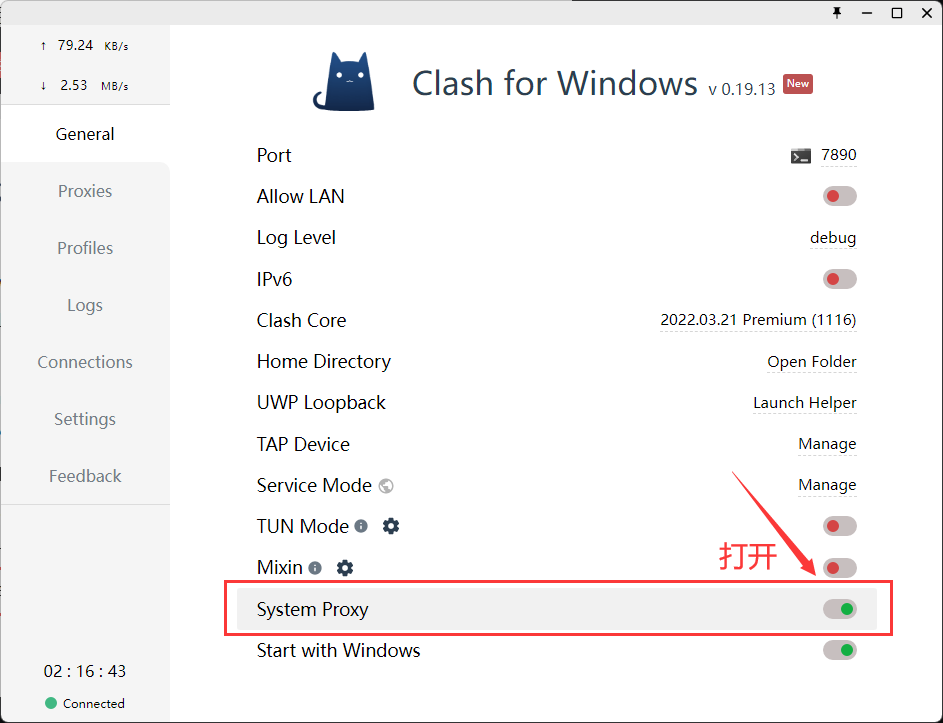 ↑ 79.24 KB/s
↓ 2.53 MB/s
General
Proxies
Profiles
Logs
Connections
Settings
Feedback
02 : 16 : 43
Connected
Clash for Windows v 0.19.13 New
Port 7890
Allow LAN
Log Level debug
IPv6
Clash Core 2022.03.21 Premium (1116)
Home Directory Open Folder
UWP Loopback Launch Helper
TAP Device Manage
Service Mode Manage
TUN Mode
Mixin
打开
System Proxy
Start with Windows